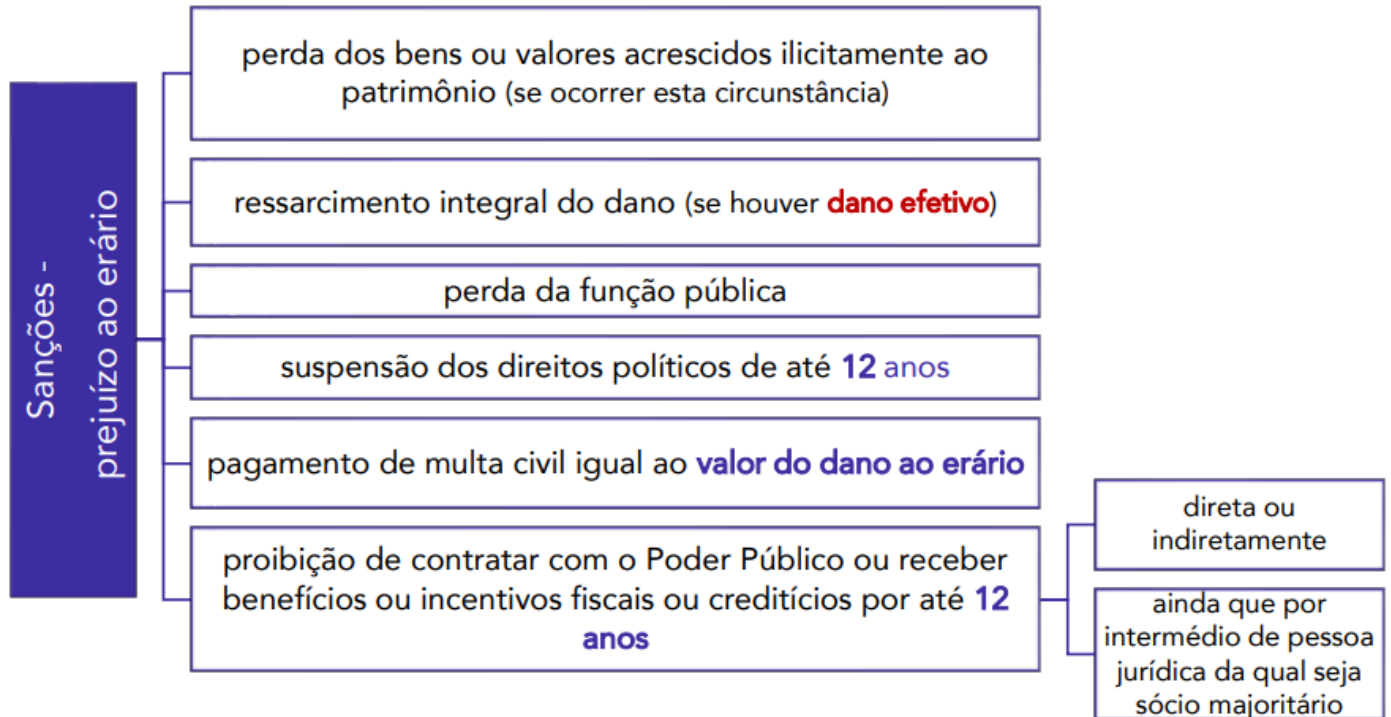 Sanções -
prejuízo ao erário
perda dos bens ou valores acrescidos ilicitamente ao
patrimônio (se ocorrer esta circunstância)
ressarcimento integral do dano (se houver dano efetivo)
perda da função pública
suspensão dos direitos políticos de até 12 anos
pagamento de multa civil igual ao valor do dano ao erário
proibição de contratar com o Poder Público ou receber
benefícios ou incentivos fiscais ou creditícios por até 12
anos
direta ou
indiretamente
ainda que por
intermédio de pessoa
jurídica da qual seja
sócio majoritário